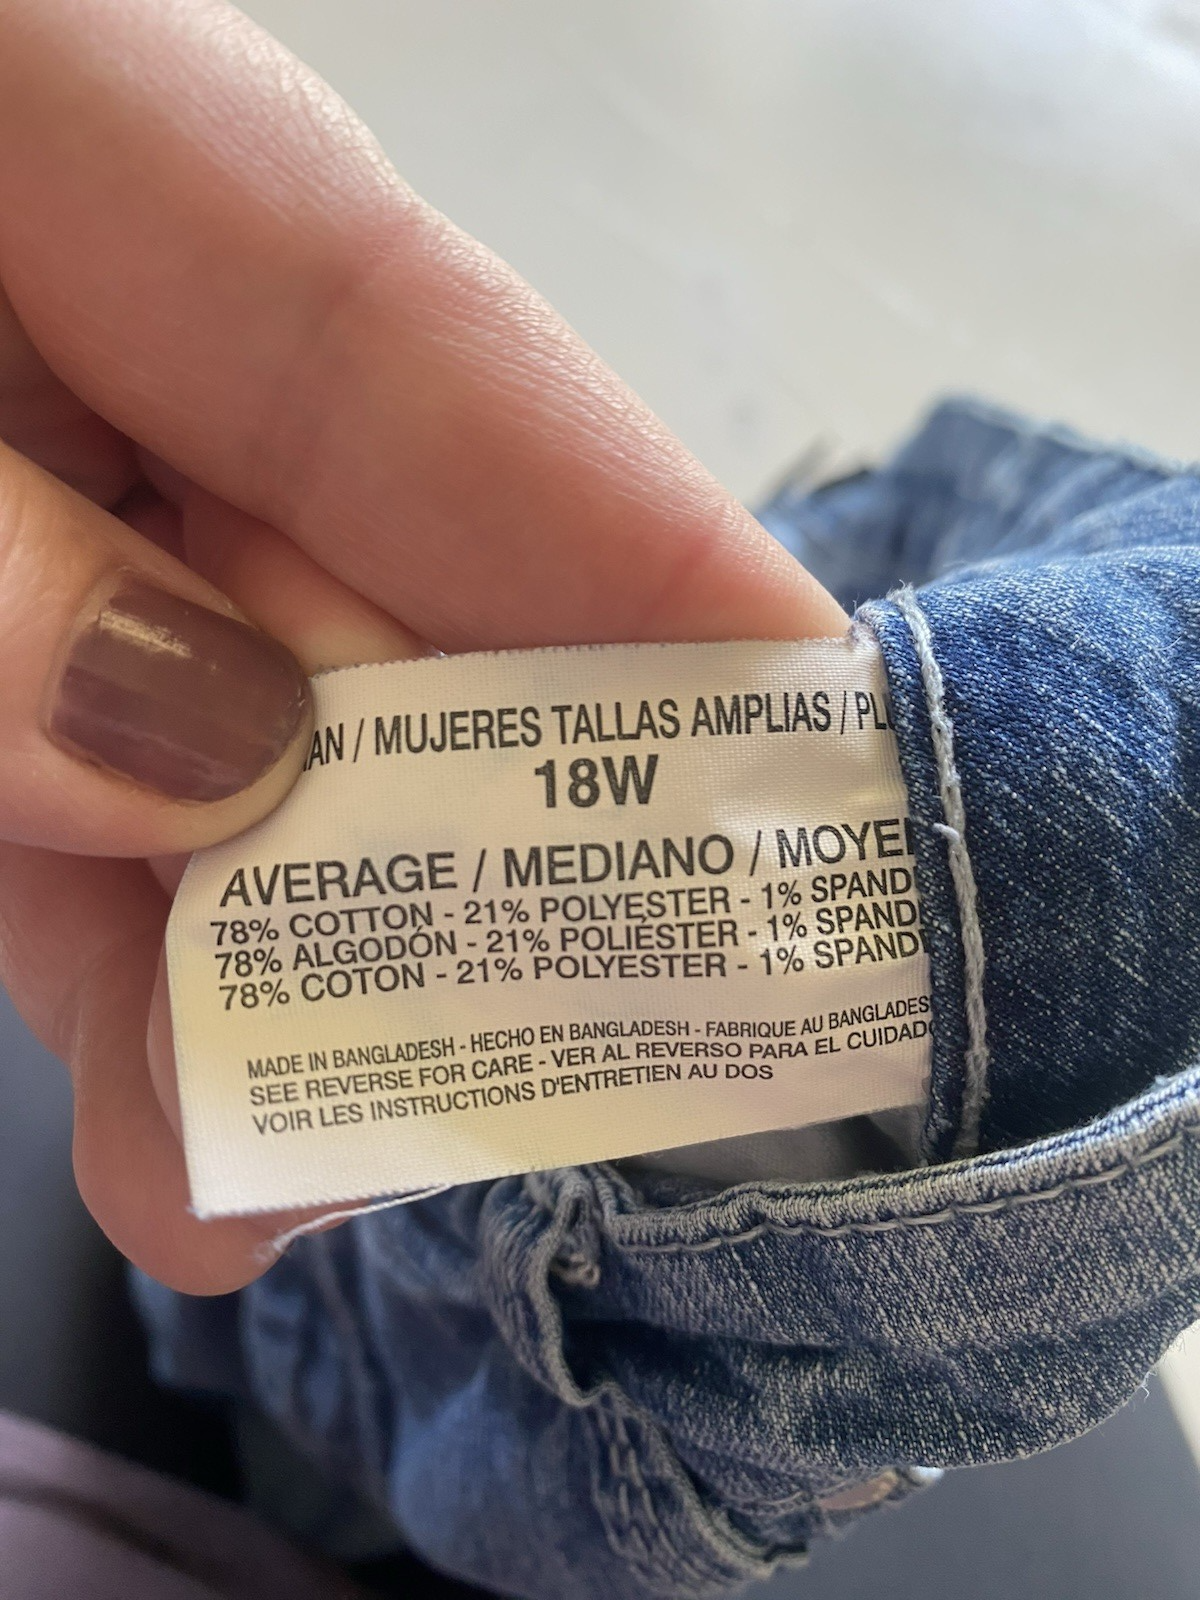 / MUJERES TALLAS AMPLIAS /
18W
AVERAGE / MEDIANO /
78% COTTON - 21% POLYESTER - 1%
78% ALGODÓN - 21% POLIÉSTER - 1%
78% COTON - 21% POLYESTER - 1%
MADE IN BANGLADESH - HECHO EN BANGLADESH - FABRIQUE AU
SEE REVERSE FOR CARE - VER AL REVERSO PARA EL
VOIR LES INSTRUCTIONS D'ENTRETIEN AU DOS